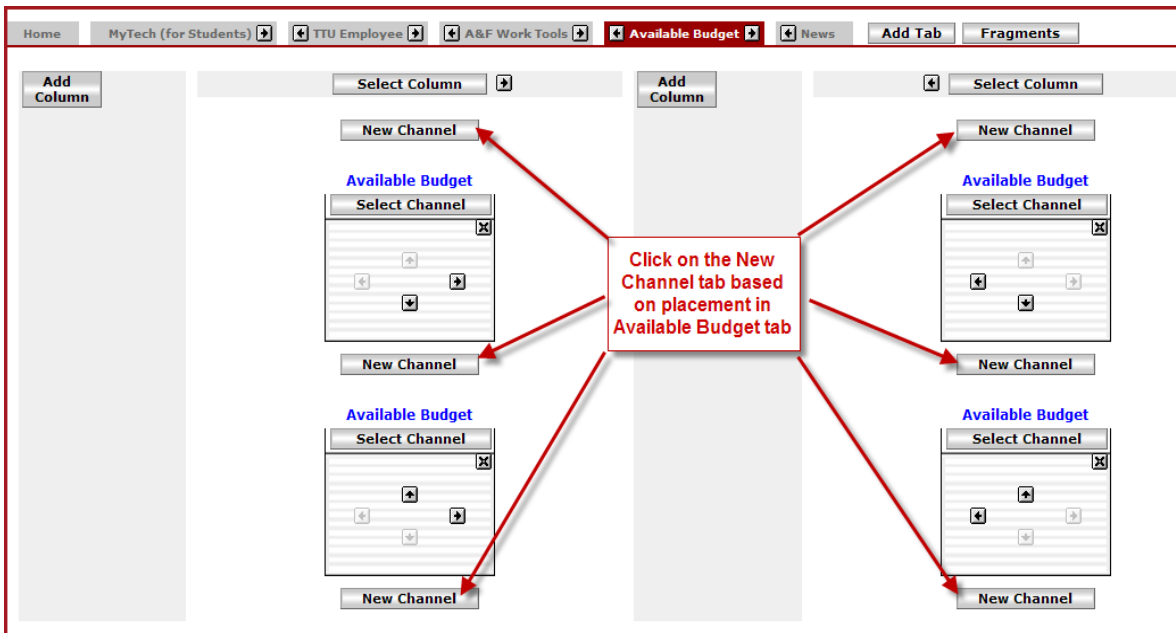 Home MyTech (for Students) TTU Employee A&F Work Tools Available Budget News Add Tab Fragments
Add
Column
Select Column
Add
Column
Select Column
New Channel
New Channel
Available Budget
Available Budget
Select Channel
Select Channel
Click on the New
Channel tab based
on placement in
Available Budget tab
New Channel
New Channel
Available Budget
Available Budget
Select Channel
Select Channel
New Channel
New Channel